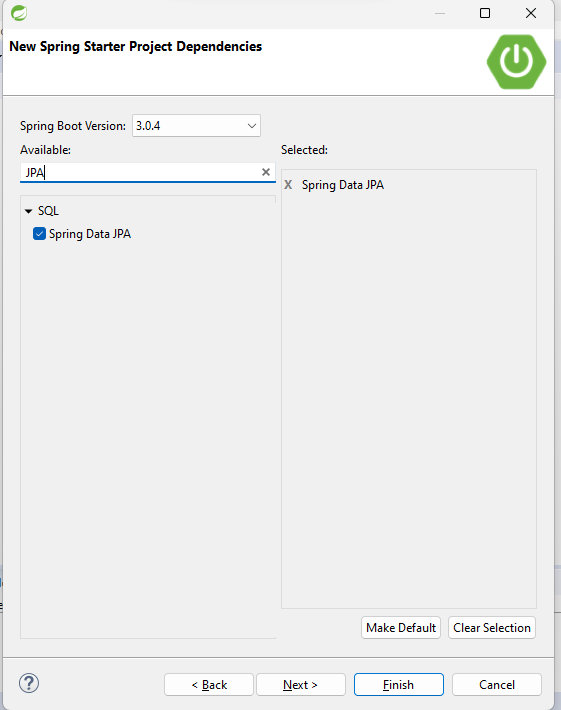 New Spring Starter Project Dependencies
Spring Boot Version: 3.0.4
Available:
Selected:
JPA
X Spring Data JPA
SQL
Spring Data JPA
Make Default
Clear Selection
< Back
Next >
Finish
Cancel